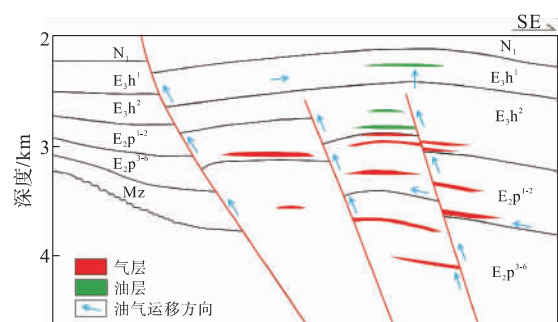 SE
2
N₁
N₁
E₃h¹
E₃h¹
E₃h²
E₃h²
E₂p¹⁻²
3
E₂p³⁻⁶
E₂p¹⁻²
Mz
深度/km
4
E₂p³⁻⁶
气层
油层
油气运移方向